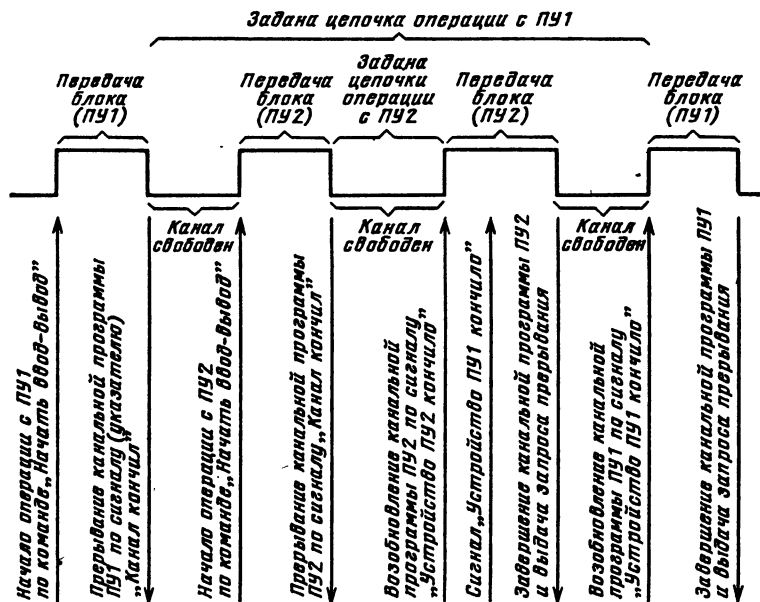 Задана цепочка операции с ПУ1
Передача
блока
(ПУ1)
Передача
блока
(ПУ2)
Задана
цепочки
операции
с ПУ2
Передача
блока
(ПУ2)
Передача
блока
(ПУ1)
Канал
свободен
Канал
свободен
Канал
свободен
Начало операции с ПУ1
по команде „Начать ввод-вывод"
Прерывание канальной программы
ПУ1 по сигналу (указателю)
„Канал кончил"
Начало операции с ПУ2
по команде „Начать ввод-вывод"
Прерывание канальной программы
ПУ2 по сигналу „Канал кончил"
Возобновление канальной
программы ПУ2 по сигналу
„Устройство ПУ2 кончило"
Сигнал „Устройство ПУ1 кончило"
Завершение канальной программы ПУ2
и выдача запроса прерывания
Возобновление канальной
программы ПУ1 по сигналу
„Устройство ПУ1 кончило"
Завершение канальной программы ПУ1
и выдача запроса прерывания